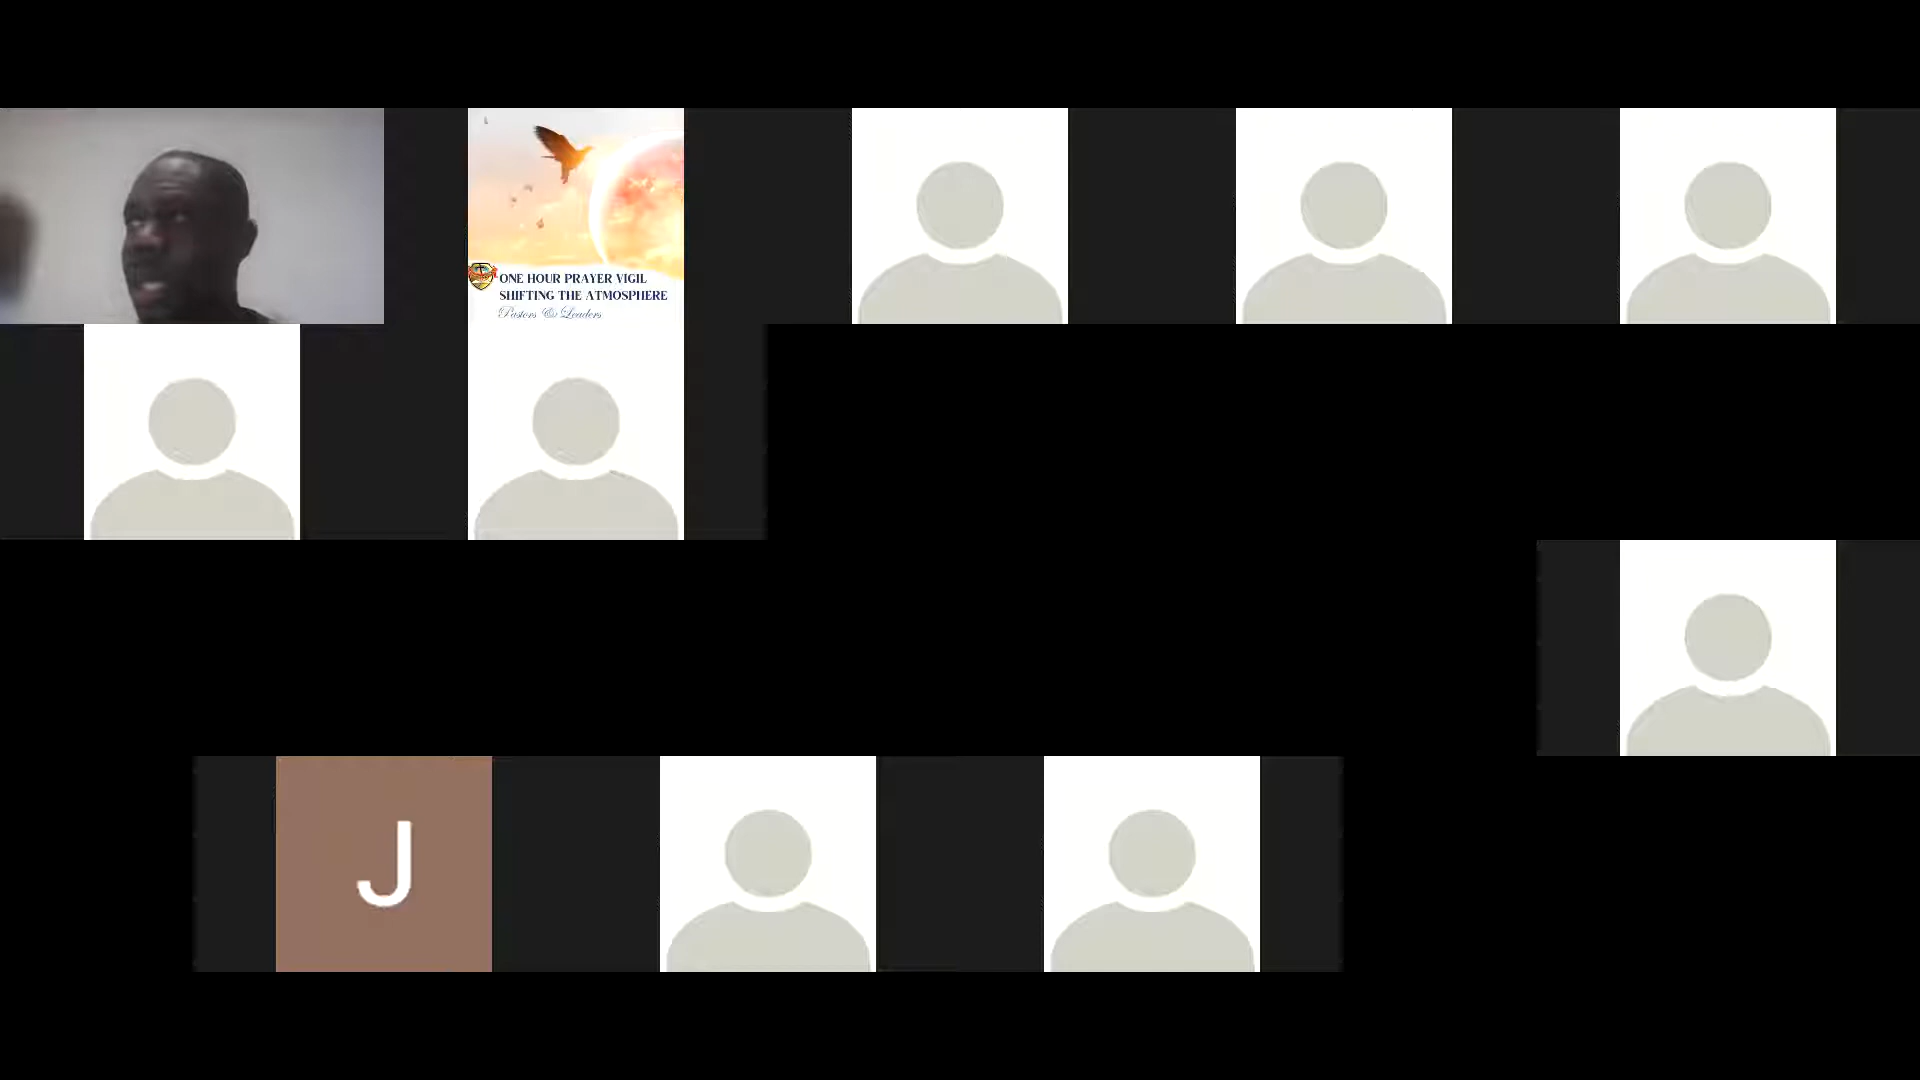 ONE HOUR PRAYER VIGIL
SHIFTING THE ATMOSPHERE
Pastors & Leaders
J